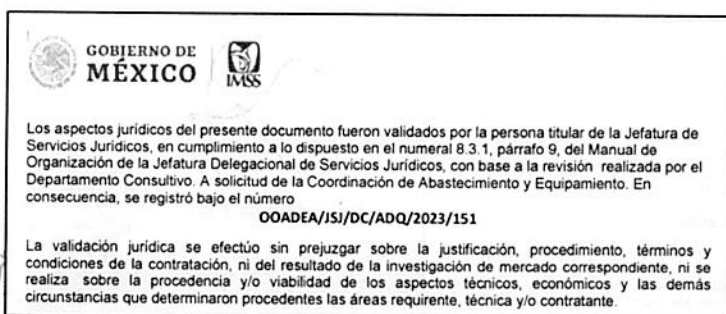 GOBIERNO DE
MÉXICO
IMSS
Los aspectos jurídicos del presente documento fueron validados por la persona titular de la Jefatura de
Servicios Jurídicos, en cumplimiento a lo dispuesto en el numeral 8.3.1, párrafo 9, del Manual de
Organización de la Jefatura Delegacional de Servicios Jurídicos, con base a la revisión realizada por el
Departamento Consultivo. A solicitud de la Coordinación de Abastecimiento y Equipamiento. En
consecuencia, se registró bajo el número
OOADEA/JSJ/DC/ADQ/2023/151
La validación jurídica se efectúo sin prejuzgar sobre la justificación, procedimiento, términos y
condiciones de la contratación, ni del resultado de la investigación de mercado correspondiente, ni se
realiza sobre la procedencia y/o viabilidad de los aspectos técnicos, económicos y las demás
circunstancias que determinaron procedentes las áreas requirente, técnica y/o contratante.